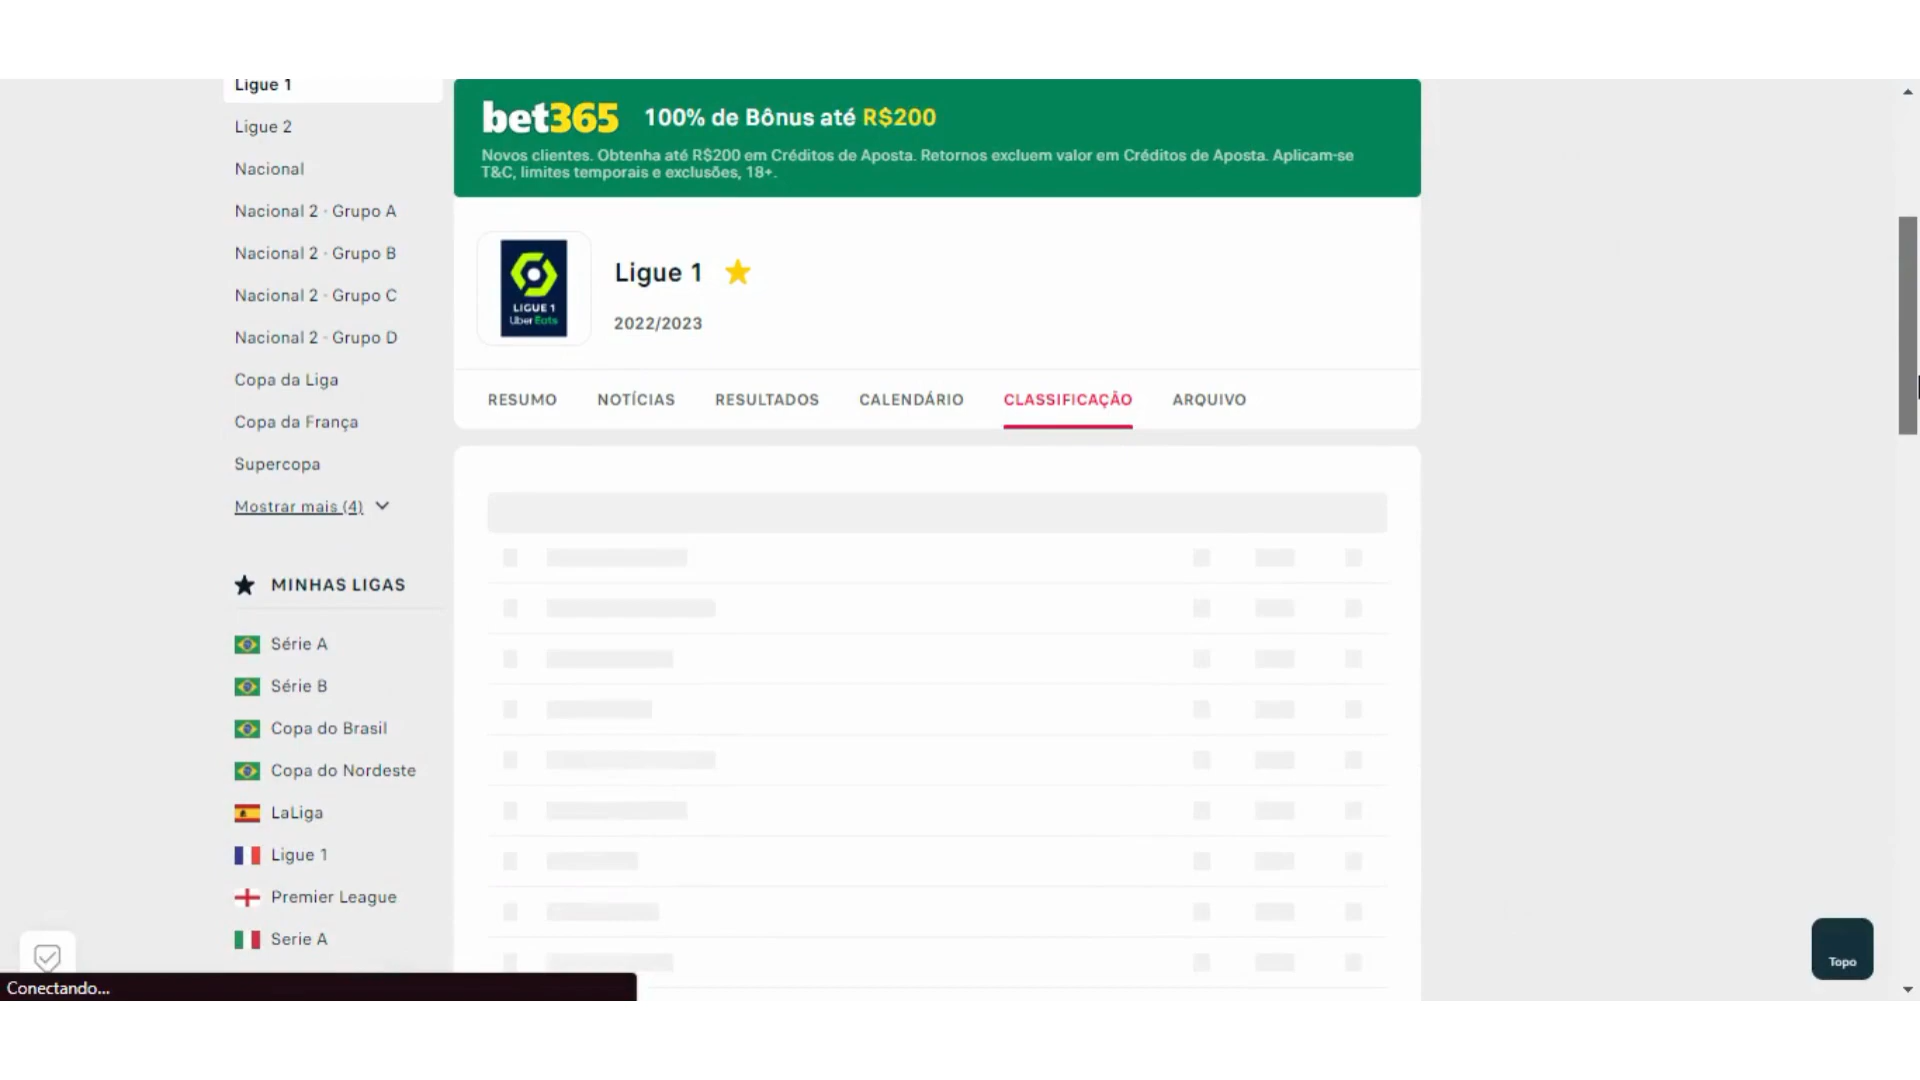 Ligue 1
Ligue 2
Nacional
Nacional 2 - Grupo A
Nacional 2 - Grupo B
Nacional 2 - Grupo C
Nacional 2 - Grupo D
Copa da Liga
Copa da França
Supercopa
Mostrar mais (4)
MINHAS LIGAS
Série A
Série B
Copa do Brasil
Copa do Nordeste
LaLiga
Ligue 1
Premier League
Serie A
bet365 100% de Bônus até R$200
Novos clientes. Obtenha até R$200 em Créditos de Aposta. Retornos excluem valor em Créditos de Aposta. Aplicam-se
T&C, limites temporais e exclusões, 18+.
LIGUE 1
Uber Eats
Ligue 1
2022/2023
RESUMO NOTÍCIAS RESULTADOS CALENDÁRIO CLASSIFICAÇÃO ARQUIVO
Topo
Conectando...